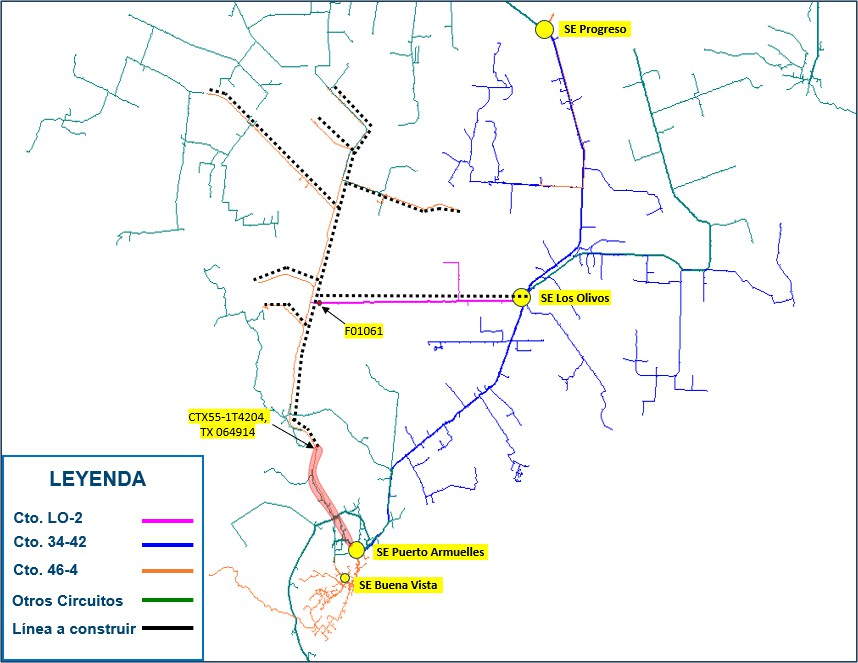 SE Progreso
SE Los Olivos
F01061
CTX55-1T4204,
TX 064914
LEYENDA
Cto. LO-2
Cto. 34-42
Cto. 46-4
Otros Circuitos
Línea a construir
SE Puerto Armuelles
SE Buena Vista